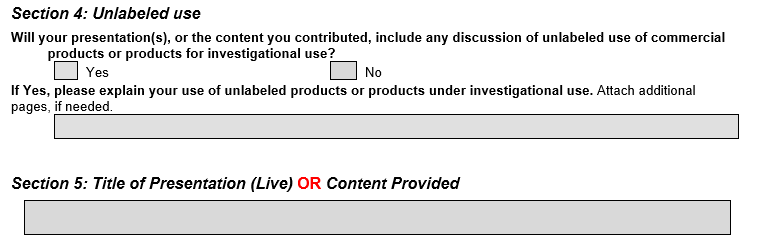 Section 4: Unlabeled use
Will your presentation(s), or the content you contributed, include any discussion of unlabeled use of commercial
products or products for investigational use?
Yes No
If Yes, please explain your use of unlabeled products or products under investigational use. Attach additional
pages, if needed.
Section 5: Title of Presentation (Live) OR Content Provided